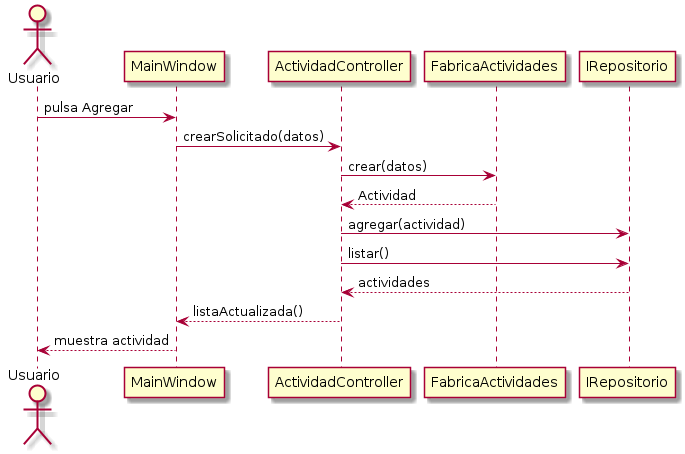 Usuario
MainWindow
ActividadController
FabricaActividades
IRepositorio
pulsa Agregar
crearSolicitado(datos)
crear(datos)
Actividad
agregar(actividad)
listar()
actividades
listaActualizada()
muestra actividad
Usuario
MainWindow
ActividadController
FabricaActividades
IRepositorio